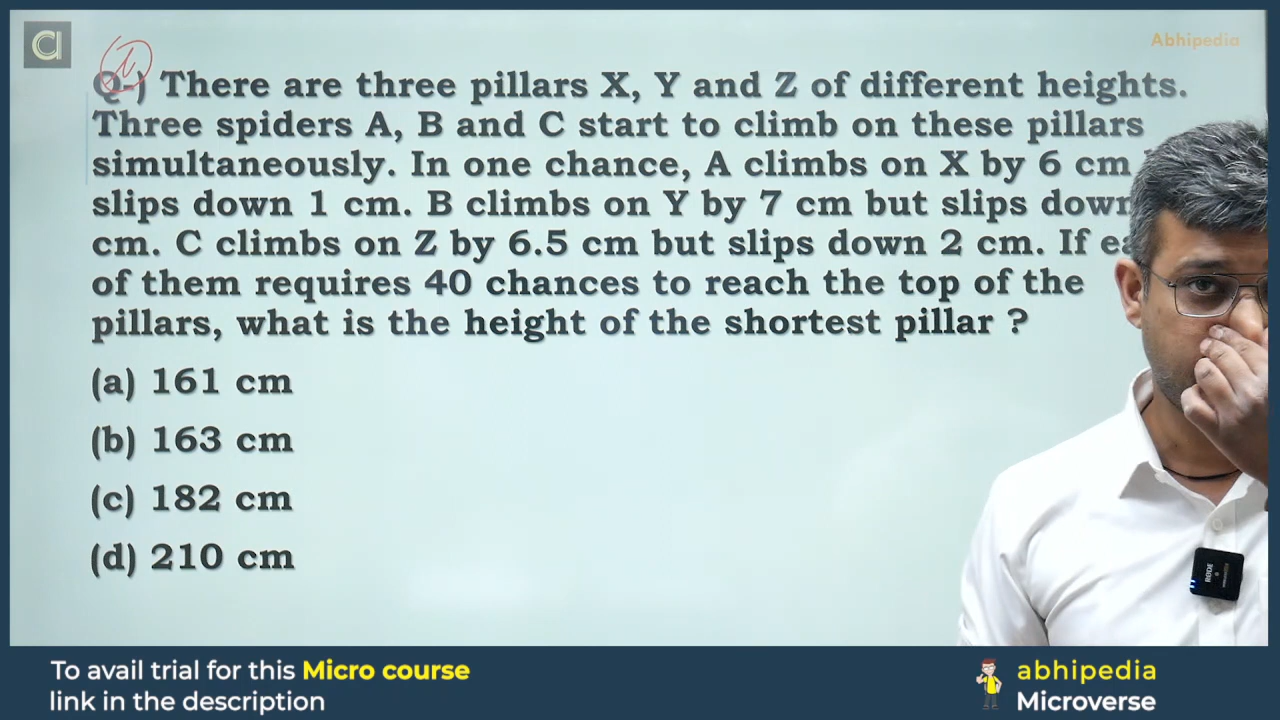 Abhipedia
Q.) There are three pillars X, Y and Z of different heights.
Three spiders A, B and C start to climb on these pillars
simultaneously. In one chance, A climbs on X by 6 cm
slips down 1 cm. B climbs on Y by 7 cm but slips down
cm. C climbs on Z by 6.5 cm but slips down 2 cm. If
of them requires 40 chances to reach the top of the
pillars, what is the height of the shortest pillar ?
(a) 161 cm
(b) 163 cm
(c) 182 cm
(d) 210 cm
RODE
To avail trial for this Micro course
link in the description
abhipedia
Microverse